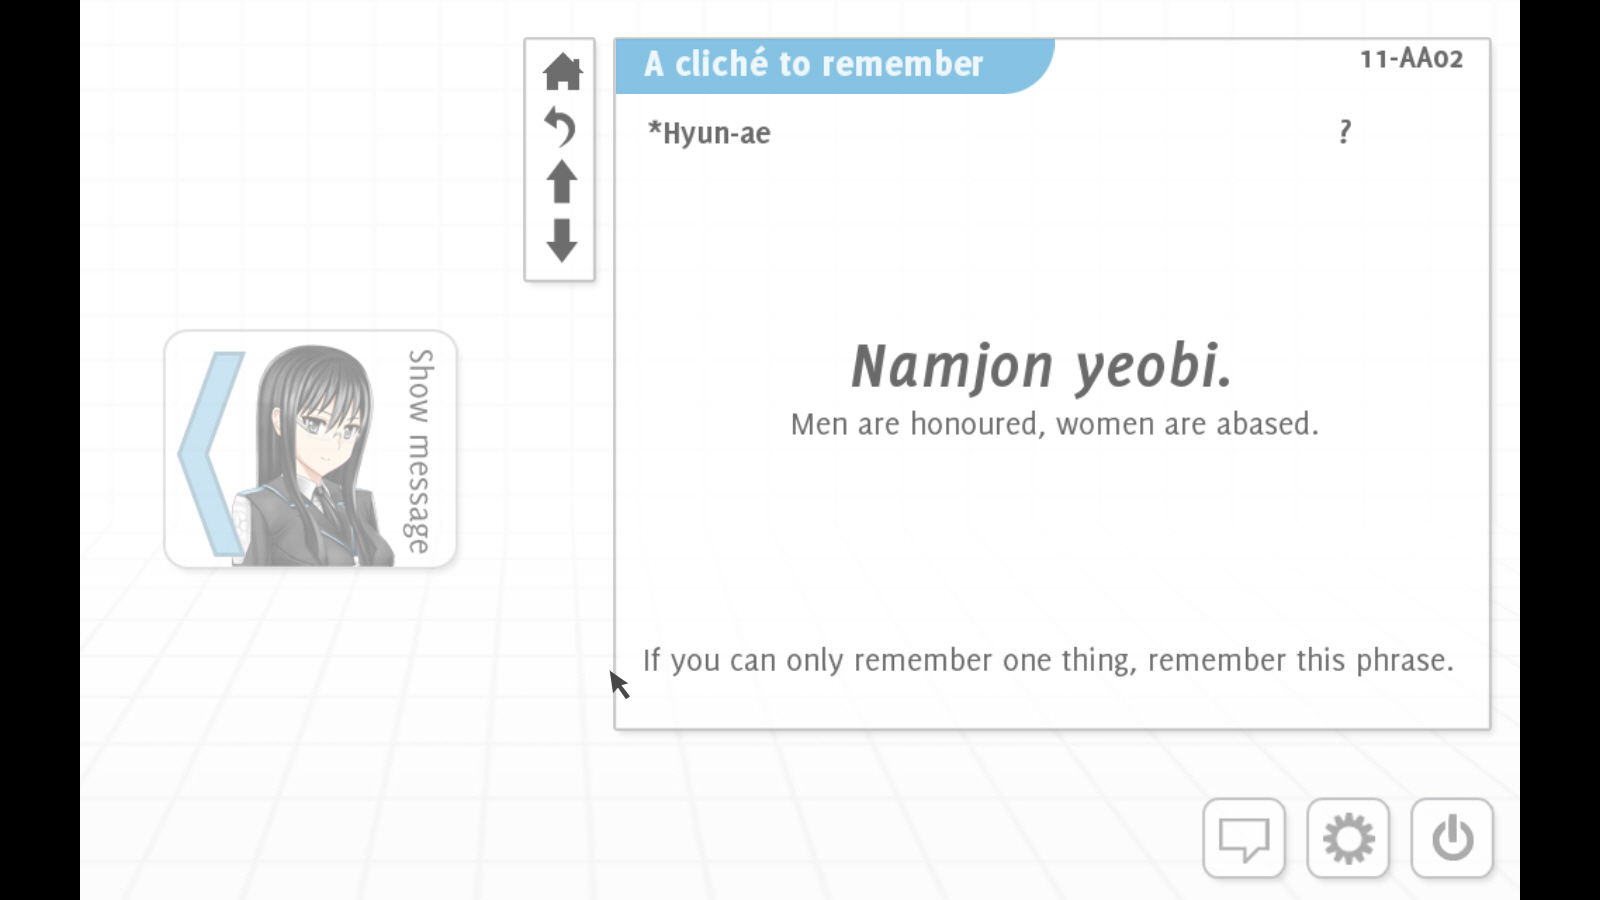 A cliché to remember
11-AA02
*Hyun-ae
?
Namjon yeobi.
Men are honoured, women are abased.
Show message
If you can only remember one thing, remember this phrase.